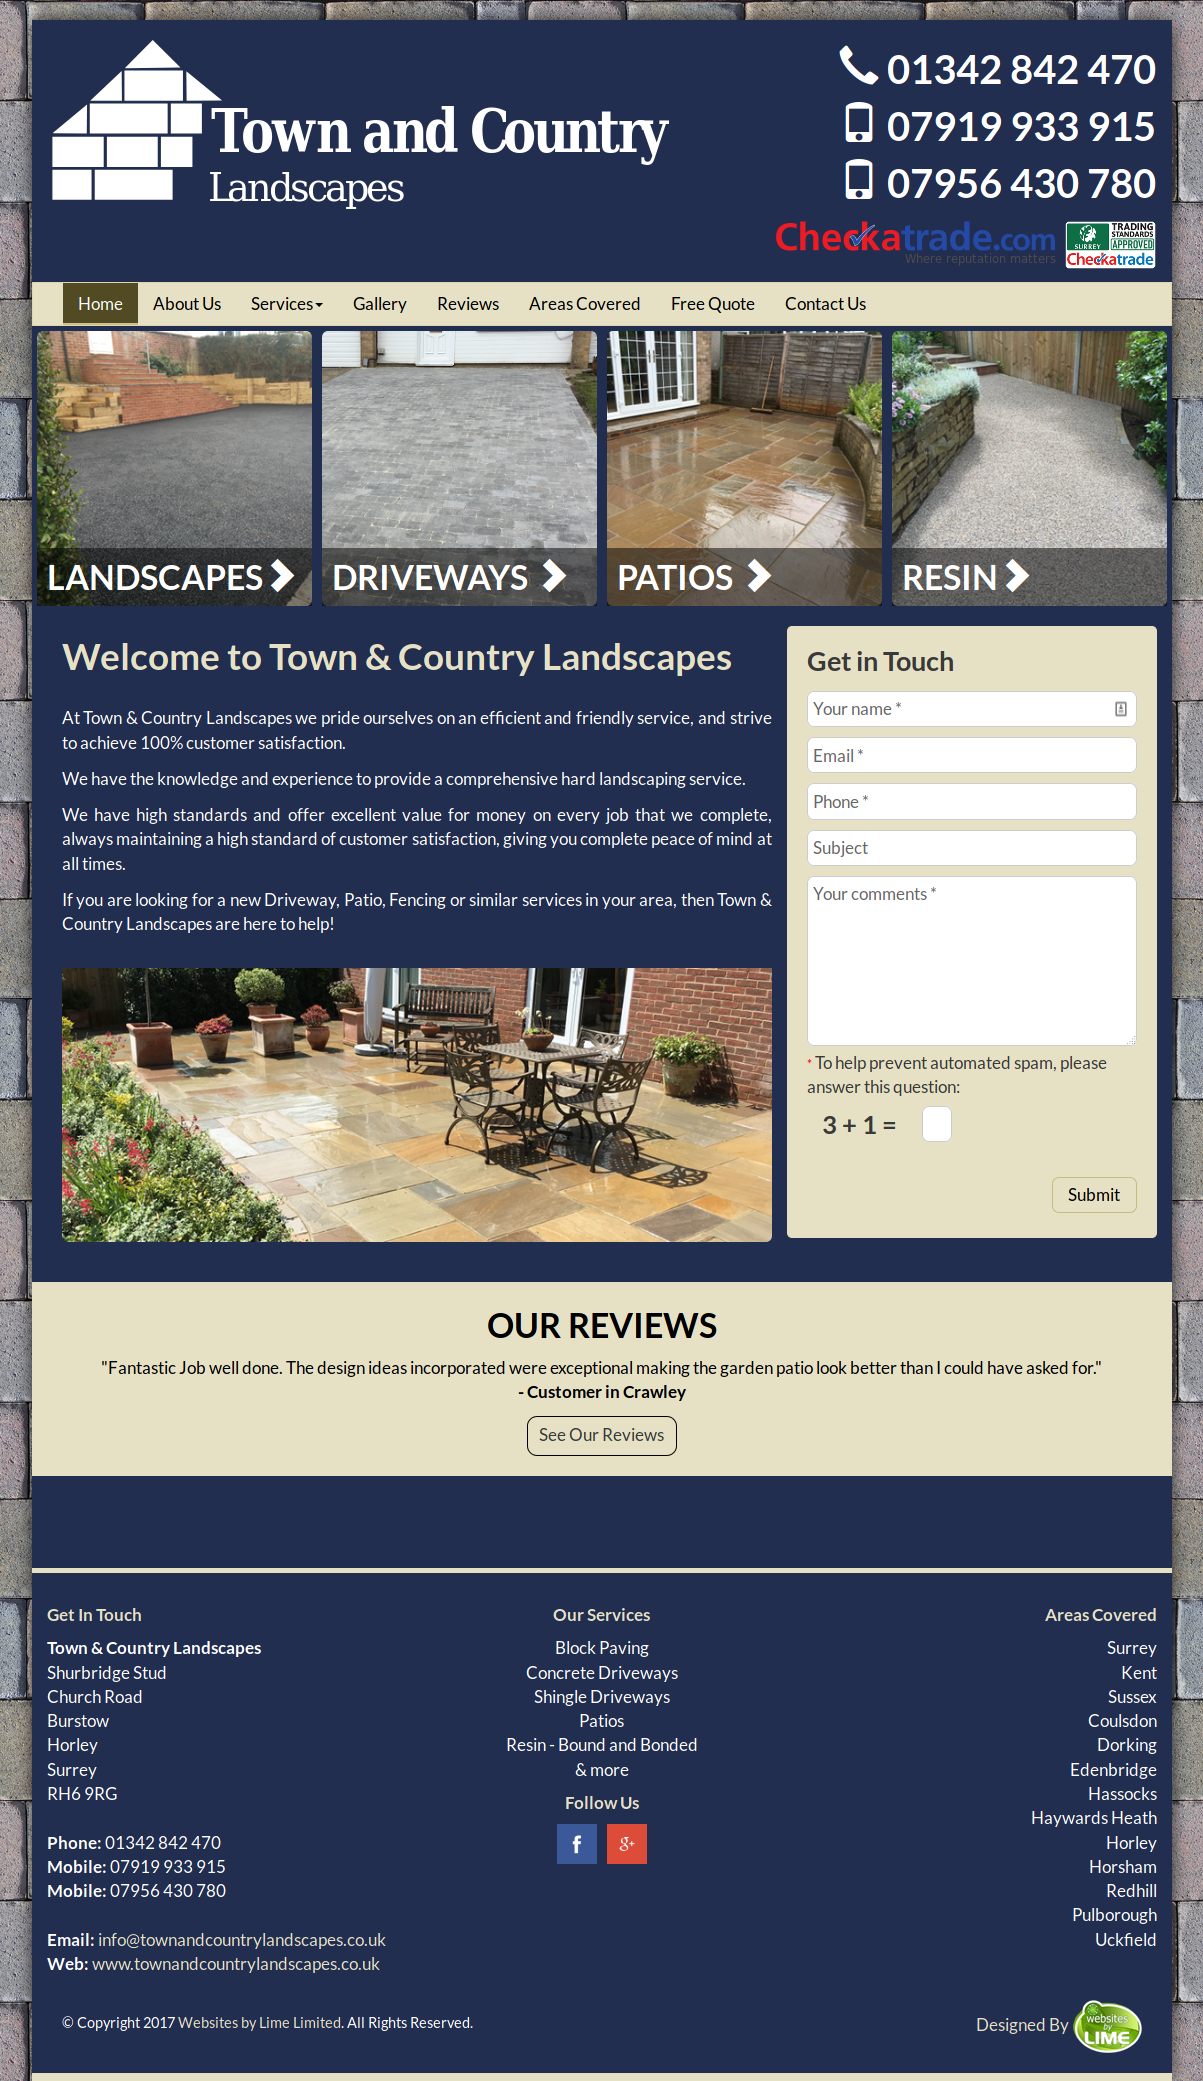 Town and Country
Landscapes
01342 842 470
07919 933 915
07956 430 780
Checkatrade.com
Where reputation matters
TRADING
STANDARDS
SURREY
APPROVED
Checkatrade
Home About Us Services Gallery Reviews Areas Covered Free Quote Contact Us
LANDSCAPES
DRIVEWAYS
PATIOS
RESIN
Welcome to Town & Country Landscapes
At Town & Country Landscapes we pride ourselves on an efficient and friendly service, and strive
to achieve 100% customer satisfaction.
We have the knowledge and experience to provide a comprehensive hard landscaping service.
We have high standards and offer excellent value for money on every job that we complete,
always maintaining a high standard of customer satisfaction, giving you complete peace of mind at
all times.
If you are looking for a new Driveway, Patio, Fencing or similar services in your area, then Town &
Country Landscapes are here to help!
Get in Touch
Your name *
Email *
Phone *
Subject
Your comments *
* To help prevent automated spam, please
answer this question:
3 + 1 =
Submit
OUR REVIEWS
"Fantastic Job well done. The design ideas incorporated were exceptional making the garden patio look better than I could have asked for."
- Customer in Crawley
See Our Reviews
Get In Touch
Town & Country Landscapes
Shurbridge Stud
Church Road
Burstow
Horley
Surrey
RH6 9RG
Phone: 01342 842 470
Mobile: 07919 933 915
Mobile: 07956 430 780
Email: info@townandcountrylandscapes.co.uk
Web: www.townandcountrylandscapes.co.uk
Our Services
Block Paving
Concrete Driveways
Shingle Driveways
Patios
Resin - Bound and Bonded
& more
Follow Us
f
g+
Areas Covered
Surrey
Kent
Sussex
Coulsdon
Dorking
Edenbridge
Hassocks
Haywards Heath
Horley
Horsham
Redhill
Pulborough
Uckfield
© Copyright 2017 Websites by Lime Limited. All Rights Reserved.
Designed By
websites
by
LIME